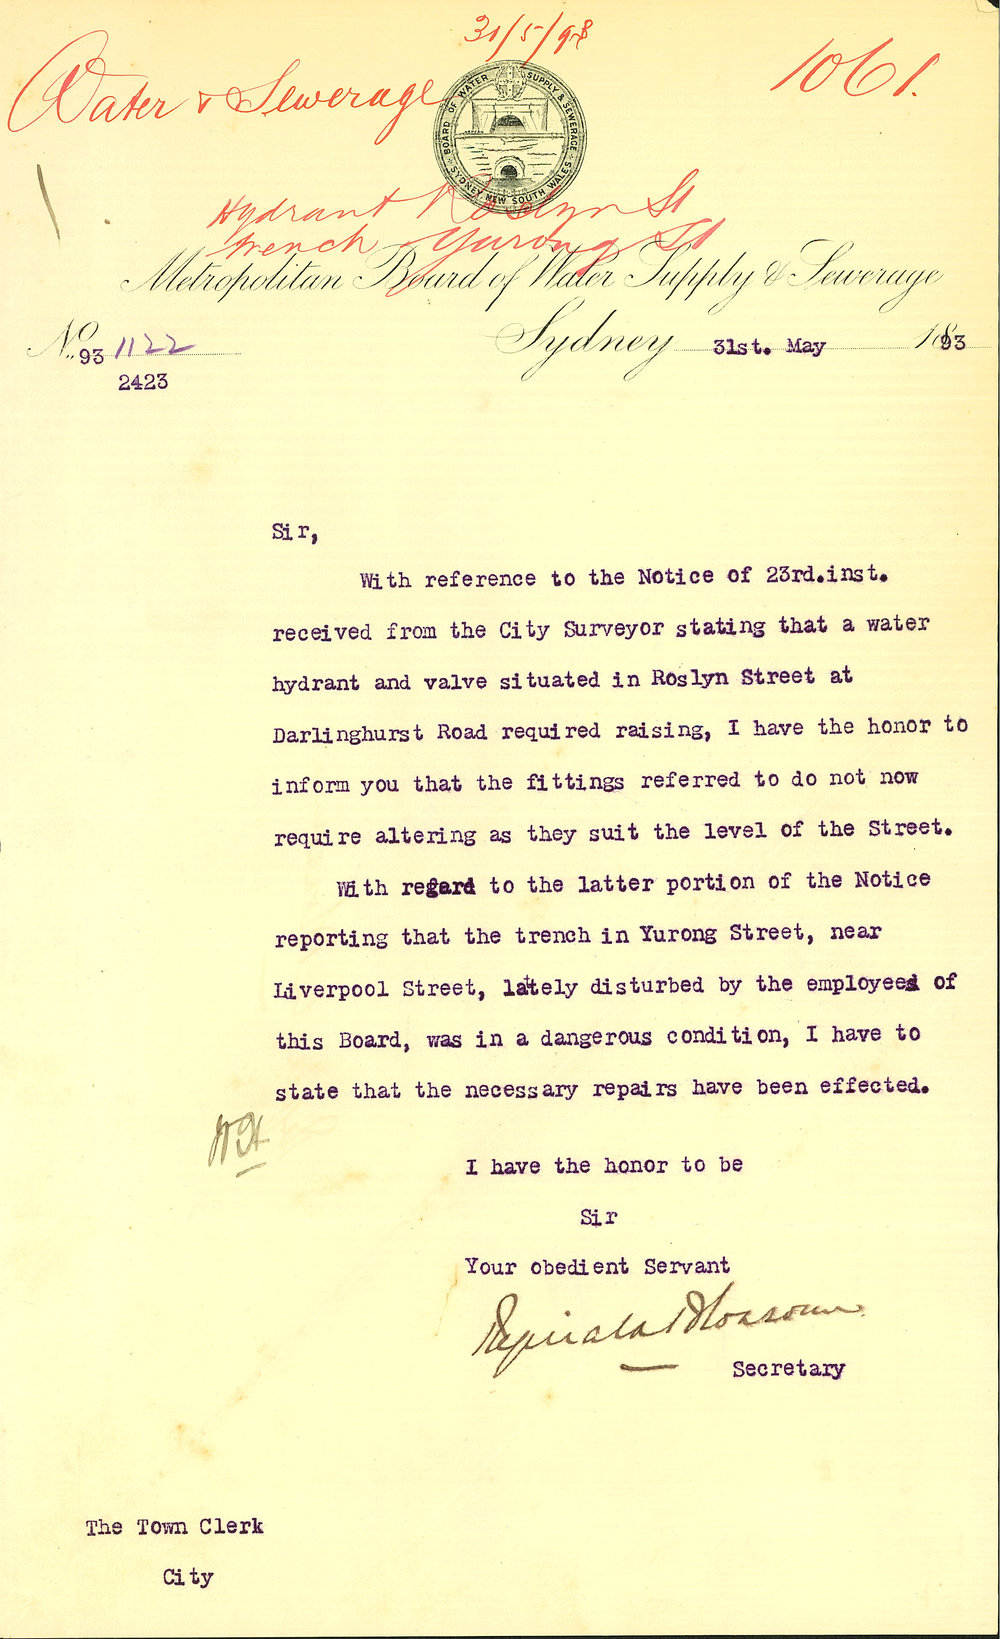 31/5/93
Water & Sewerage
1061.
BOARD OF WATER SUPPLY & SEWERAGE
SYDNEY NEW SOUTH WALES
Hydrant Roslyn St
trench Yurong St
Metropolitan Board of Water Supply & Sewerage
No. 93 1122
2423
Sydney 31st. May 1893
Sir,
With reference to the Notice of 23rd.inst.
received from the City Surveyor stating that a water
hydrant and valve situated in Roslyn Street at
Darlinghurst Road required raising, I have the honor to
inform you that the fittings referred to do not now
require altering as they suit the level of the Street.
With regard to the latter portion of the Notice
reporting that the trench in Yurong Street, near
Liverpool Street, lately disturbed by the employees of
this Board, was in a dangerous condition, I have to
state that the necessary repairs have been effected.
I have the honor to be
Sir
Your obedient Servant
Secretary
The Town Clerk
City